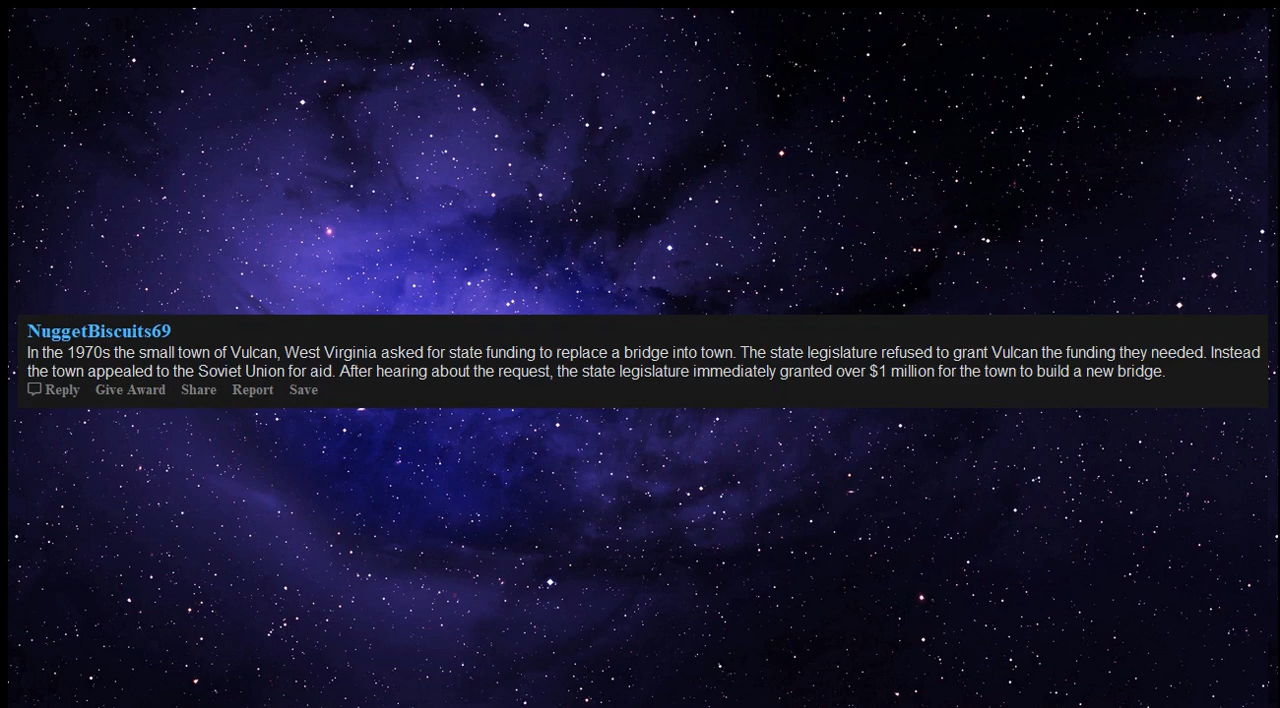 NuggetBiscuits69
In the 1970s the small town of Vulcan, West Virginia asked for state funding to replace a bridge into town. The state legislature refused to grant Vulcan the funding they needed. Instead
the town appealed to the Soviet Union for aid. After hearing about the request, the state legislature immediately granted over $1 million for the town to build a new bridge.
Reply Give Award Share Report Save